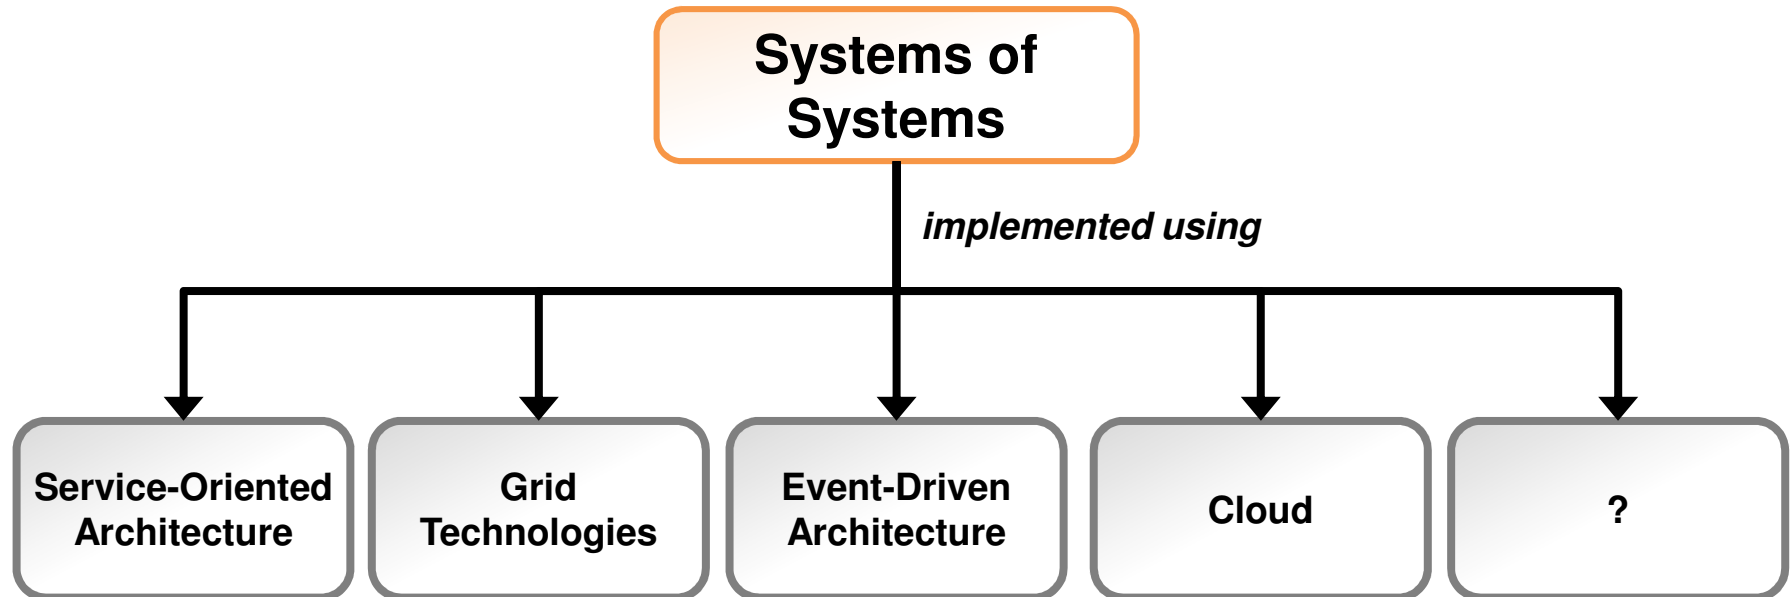 Systems of
Systems
implemented using
Service-Oriented
Architecture
Grid
Technologies
Event-Driven
Architecture
Cloud
?